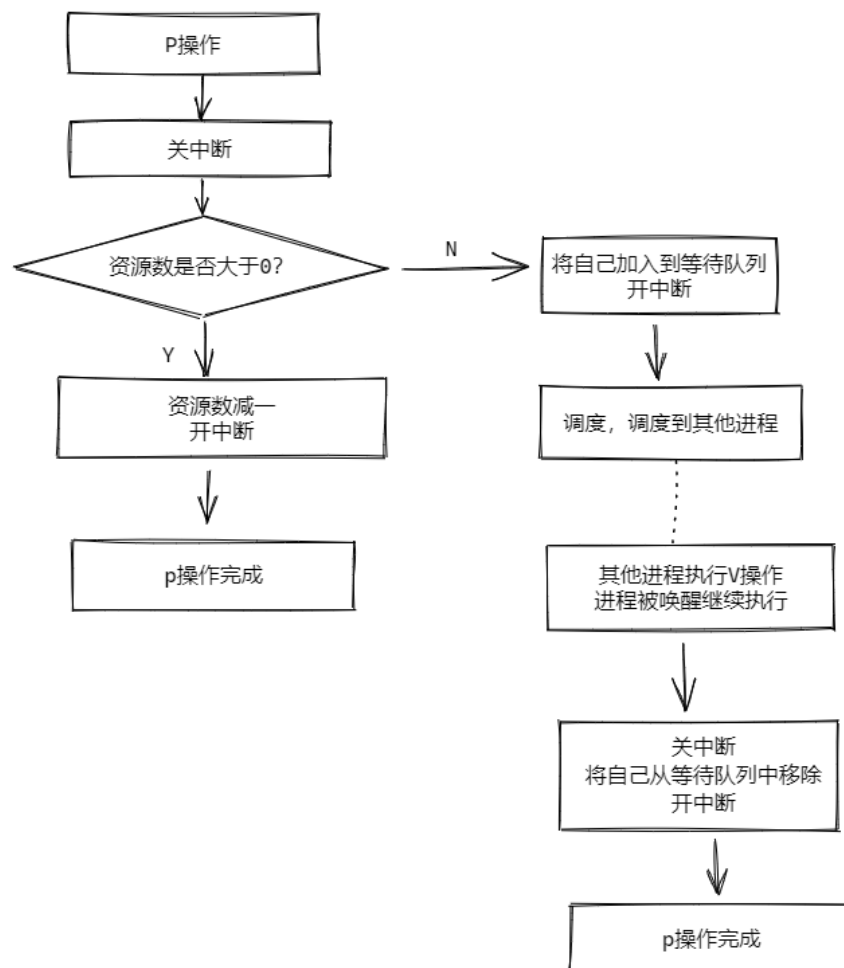 P操作
关中断
资源数是否大于0?
N
将自己加入到等待队列
开中断
Y
资源数减一
开中断
调度，调度到其他进程
p操作完成
其他进程执行V操作
进程被唤醒继续执行
关中断
将自己从等待队列中移除
开中断
p操作完成